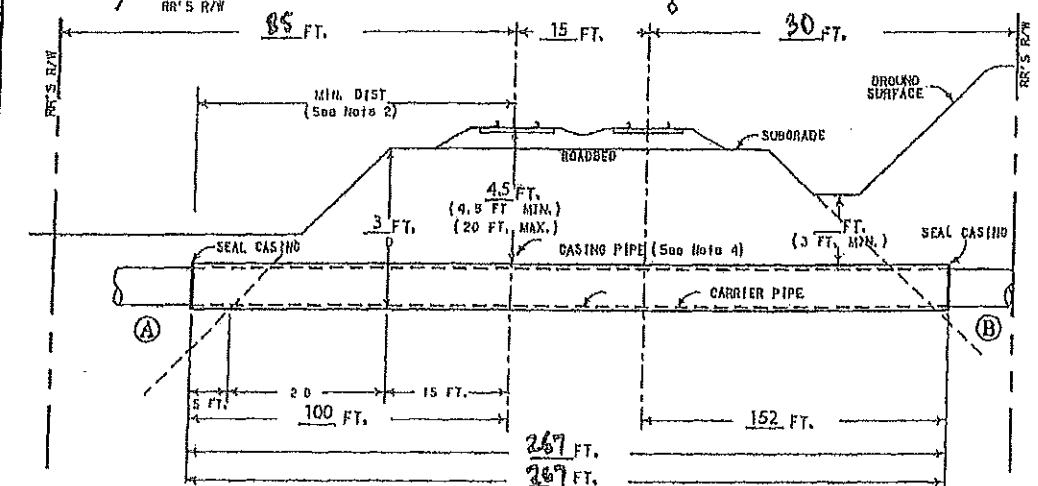 RR'S R/W
85 FT.
15 FT.
30 FT.
RR'S R/W
RR'S R/W
MIN. DIST
(See Note 2)
GROUND
SURFACE
SUBGRADE
ROADBED
4.5 FT.
(4.5 FT MIN.)
(20 FT. MAX.)
3 FT.
D
FT.
(3 FT. MIN.)
SEAL CASING
CASING PIPE (See Note 4)
SEAL CASING
CARRIER PIPE
A
B
5 FT.
2 D
15 FT.
100 FT.
152 FT.
267 FT.
267 FT.